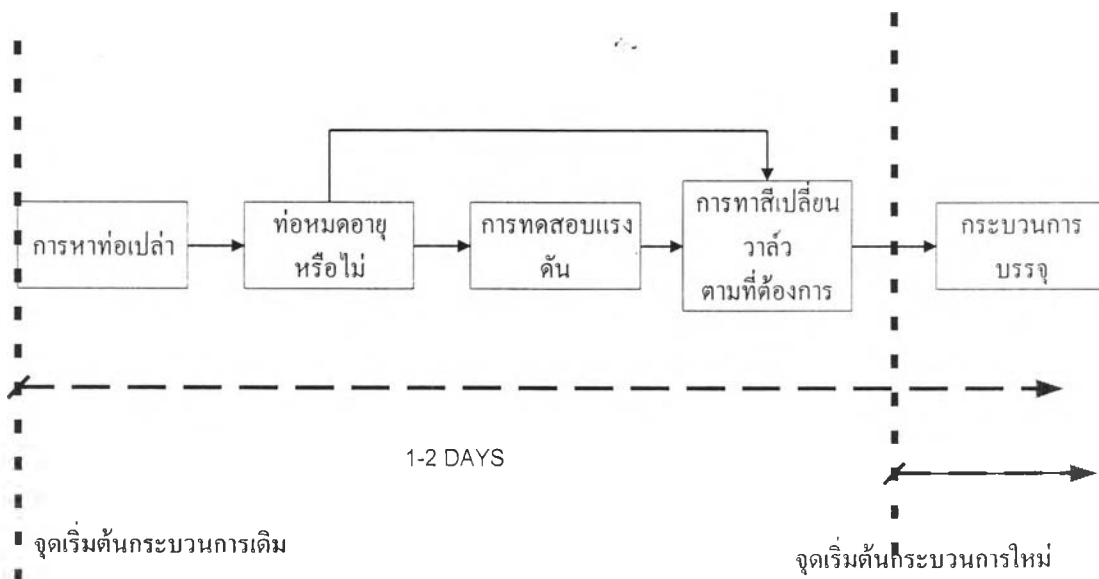 การหาท่อเปล่า
ท่อหมดอายุ
หรือไม่
การทดสอบแรง
ดัน
การทาสีเปลี่ยน
วาล์ว
ตามที่ต้องการ
กระบวนการ
บรรจุ
1-2 DAYS
จุดเริ่มต้นกระบวนการเดิม
จุดเริ่มต้นกระบวนการใหม่